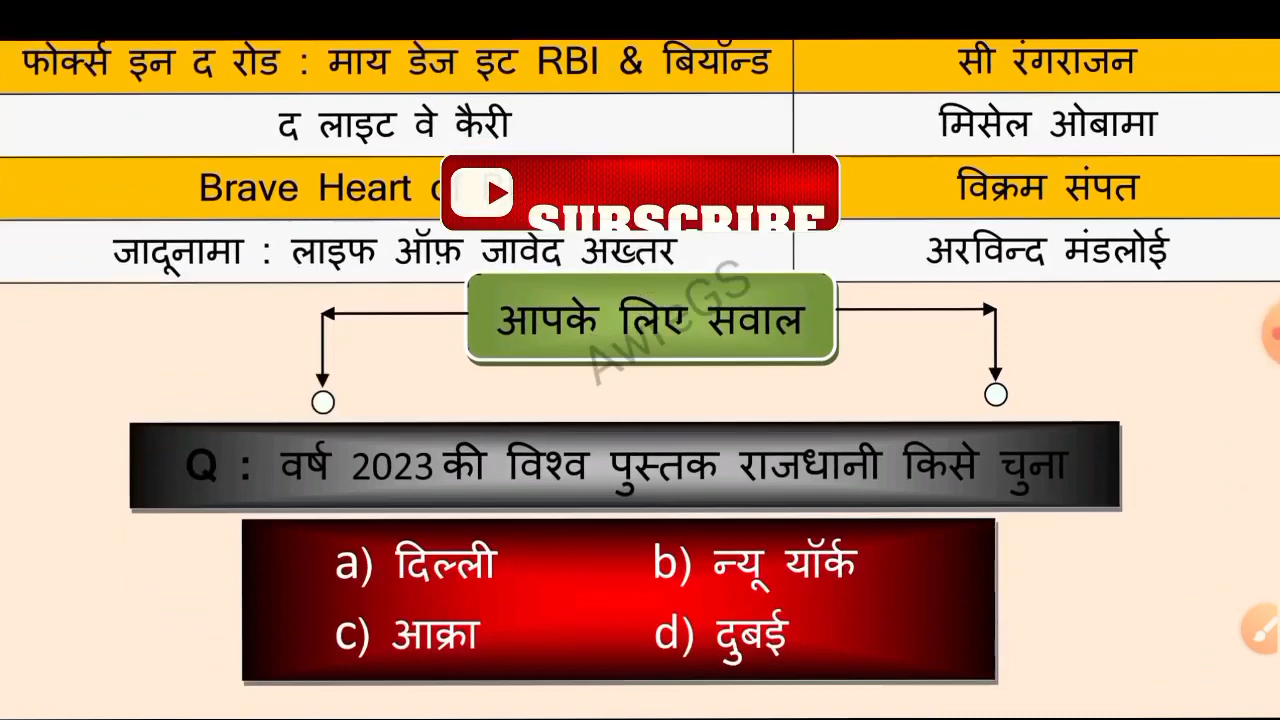 फोर्क्स इन द रोड : माय डेज इट RBI & बियॉन्ड सी रंगराजन
द लाइट वे कैरी मिसेल ओबामा
Brave Heart विक्रम संपत
SUBSCRIBE
जादूनामा : लाइफ ऑफ़ जावेद अख्तर अरविन्द मंडलोई
आपके लिए सवाल
Q : वर्ष 2023 की विश्व पुस्तक राजधानी किसे चुना
a) दिल्ली b) न्यू यॉर्क
c) आक्रा d) दुबई